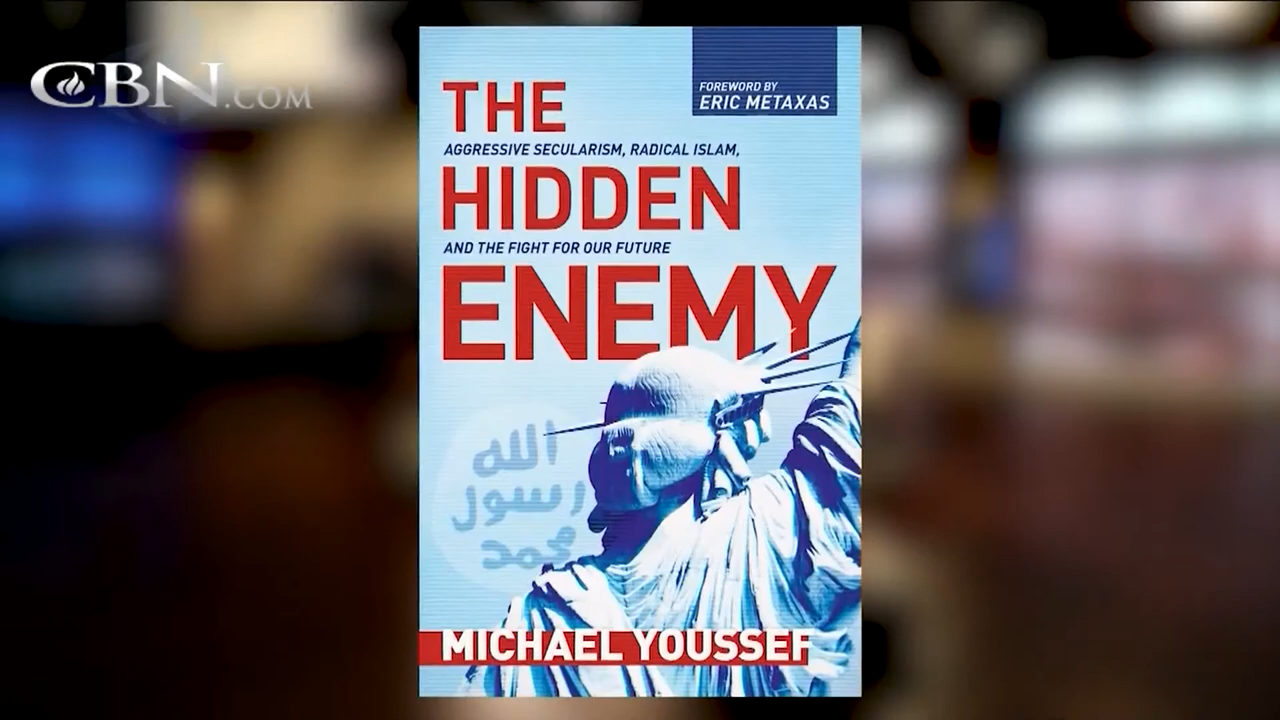 CBN.COM
FOREWORD BY
ERIC METAXAS
THE
AGGRESSIVE SECULARISM, RADICAL ISLAM,
HIDDEN
AND THE FIGHT FOR OUR FUTURE
ENEMY
الله
رسول
محمد
MICHAEL YOUSSEF